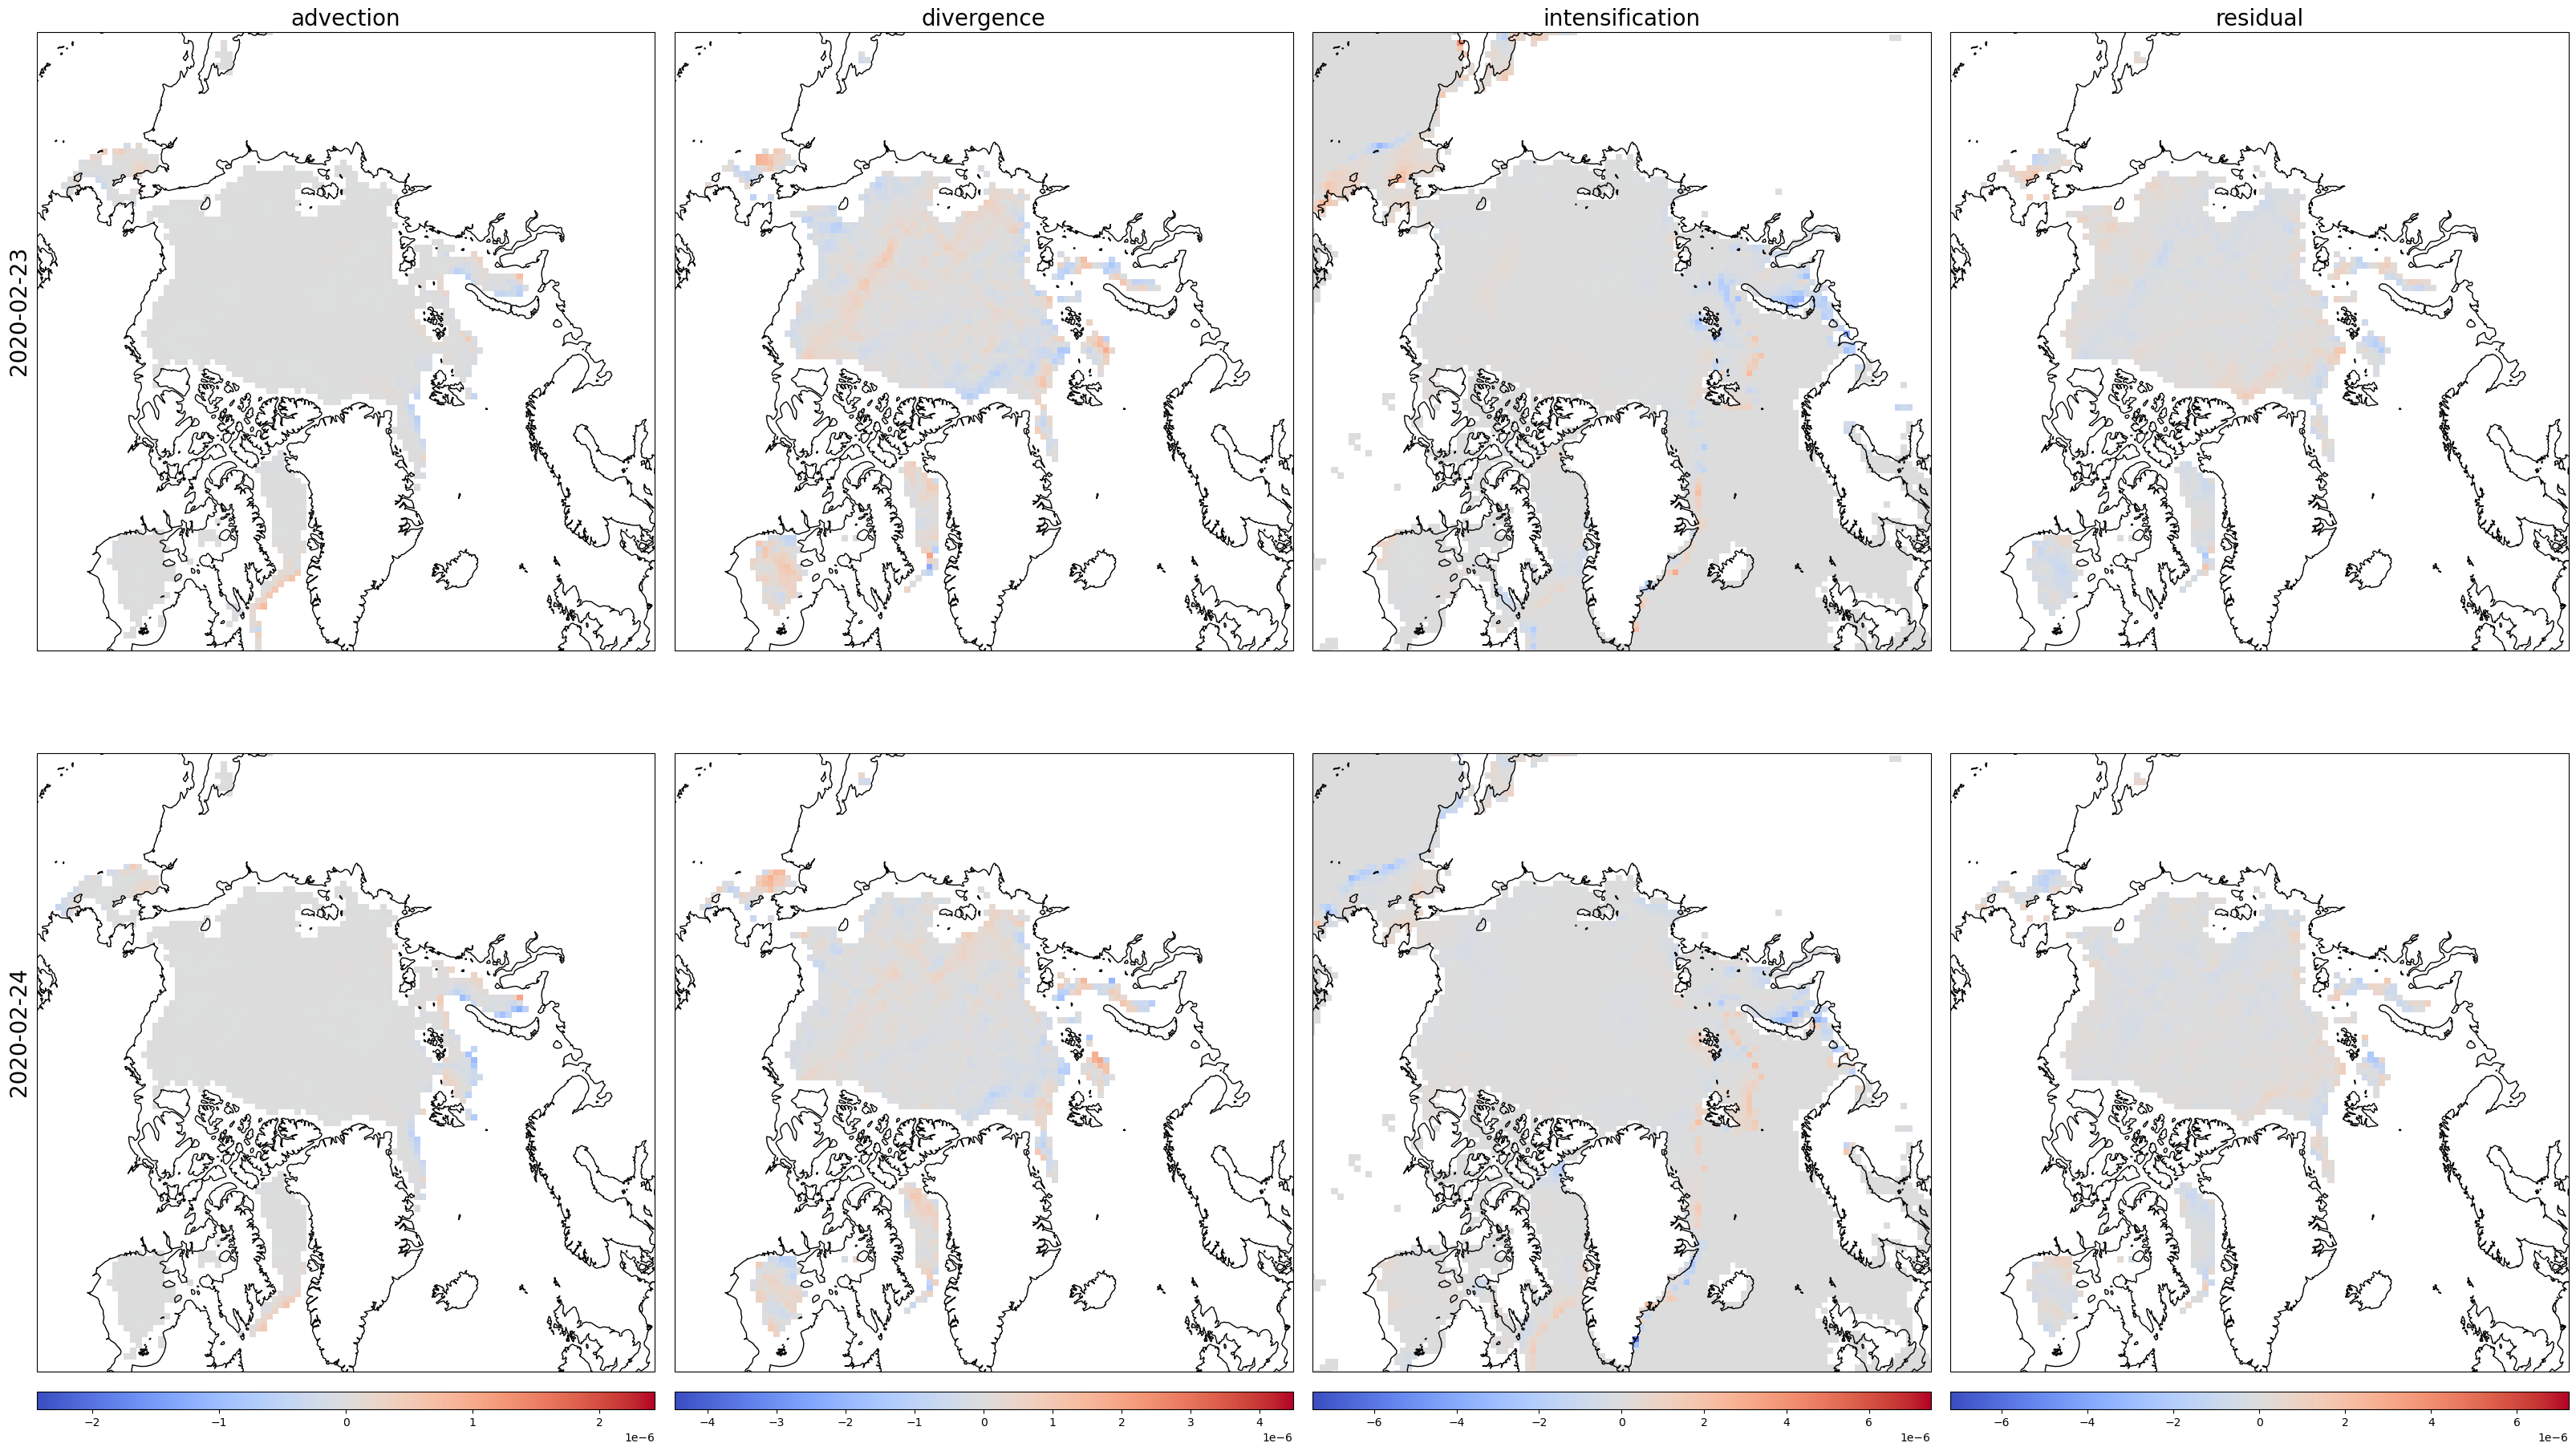 advection divergence intensification residual
2020-02-23
2020-02-24
−2 −1 0 1 2 −4 −3 −2 −1 0 1 2 3 4 −6 −4 −2 0 2 4 6 −6 −4 −2 0 2 4 6
1e−6 1e−6 1e−6 1e−6